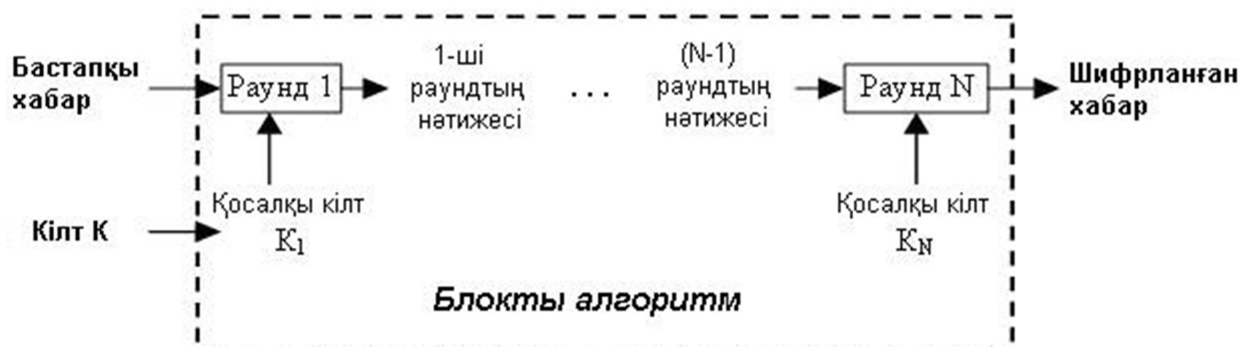 Бастапқы
хабар
Раунд 1
1-ші
раундтың
нәтижесі
...
(N-1)
раундтың
нәтижесі
Раунд N
Шифрланған
хабар
Қосалқы кілт
K₁
Қосалқы кілт
K_N
Кілт К
Блокты алгоритм